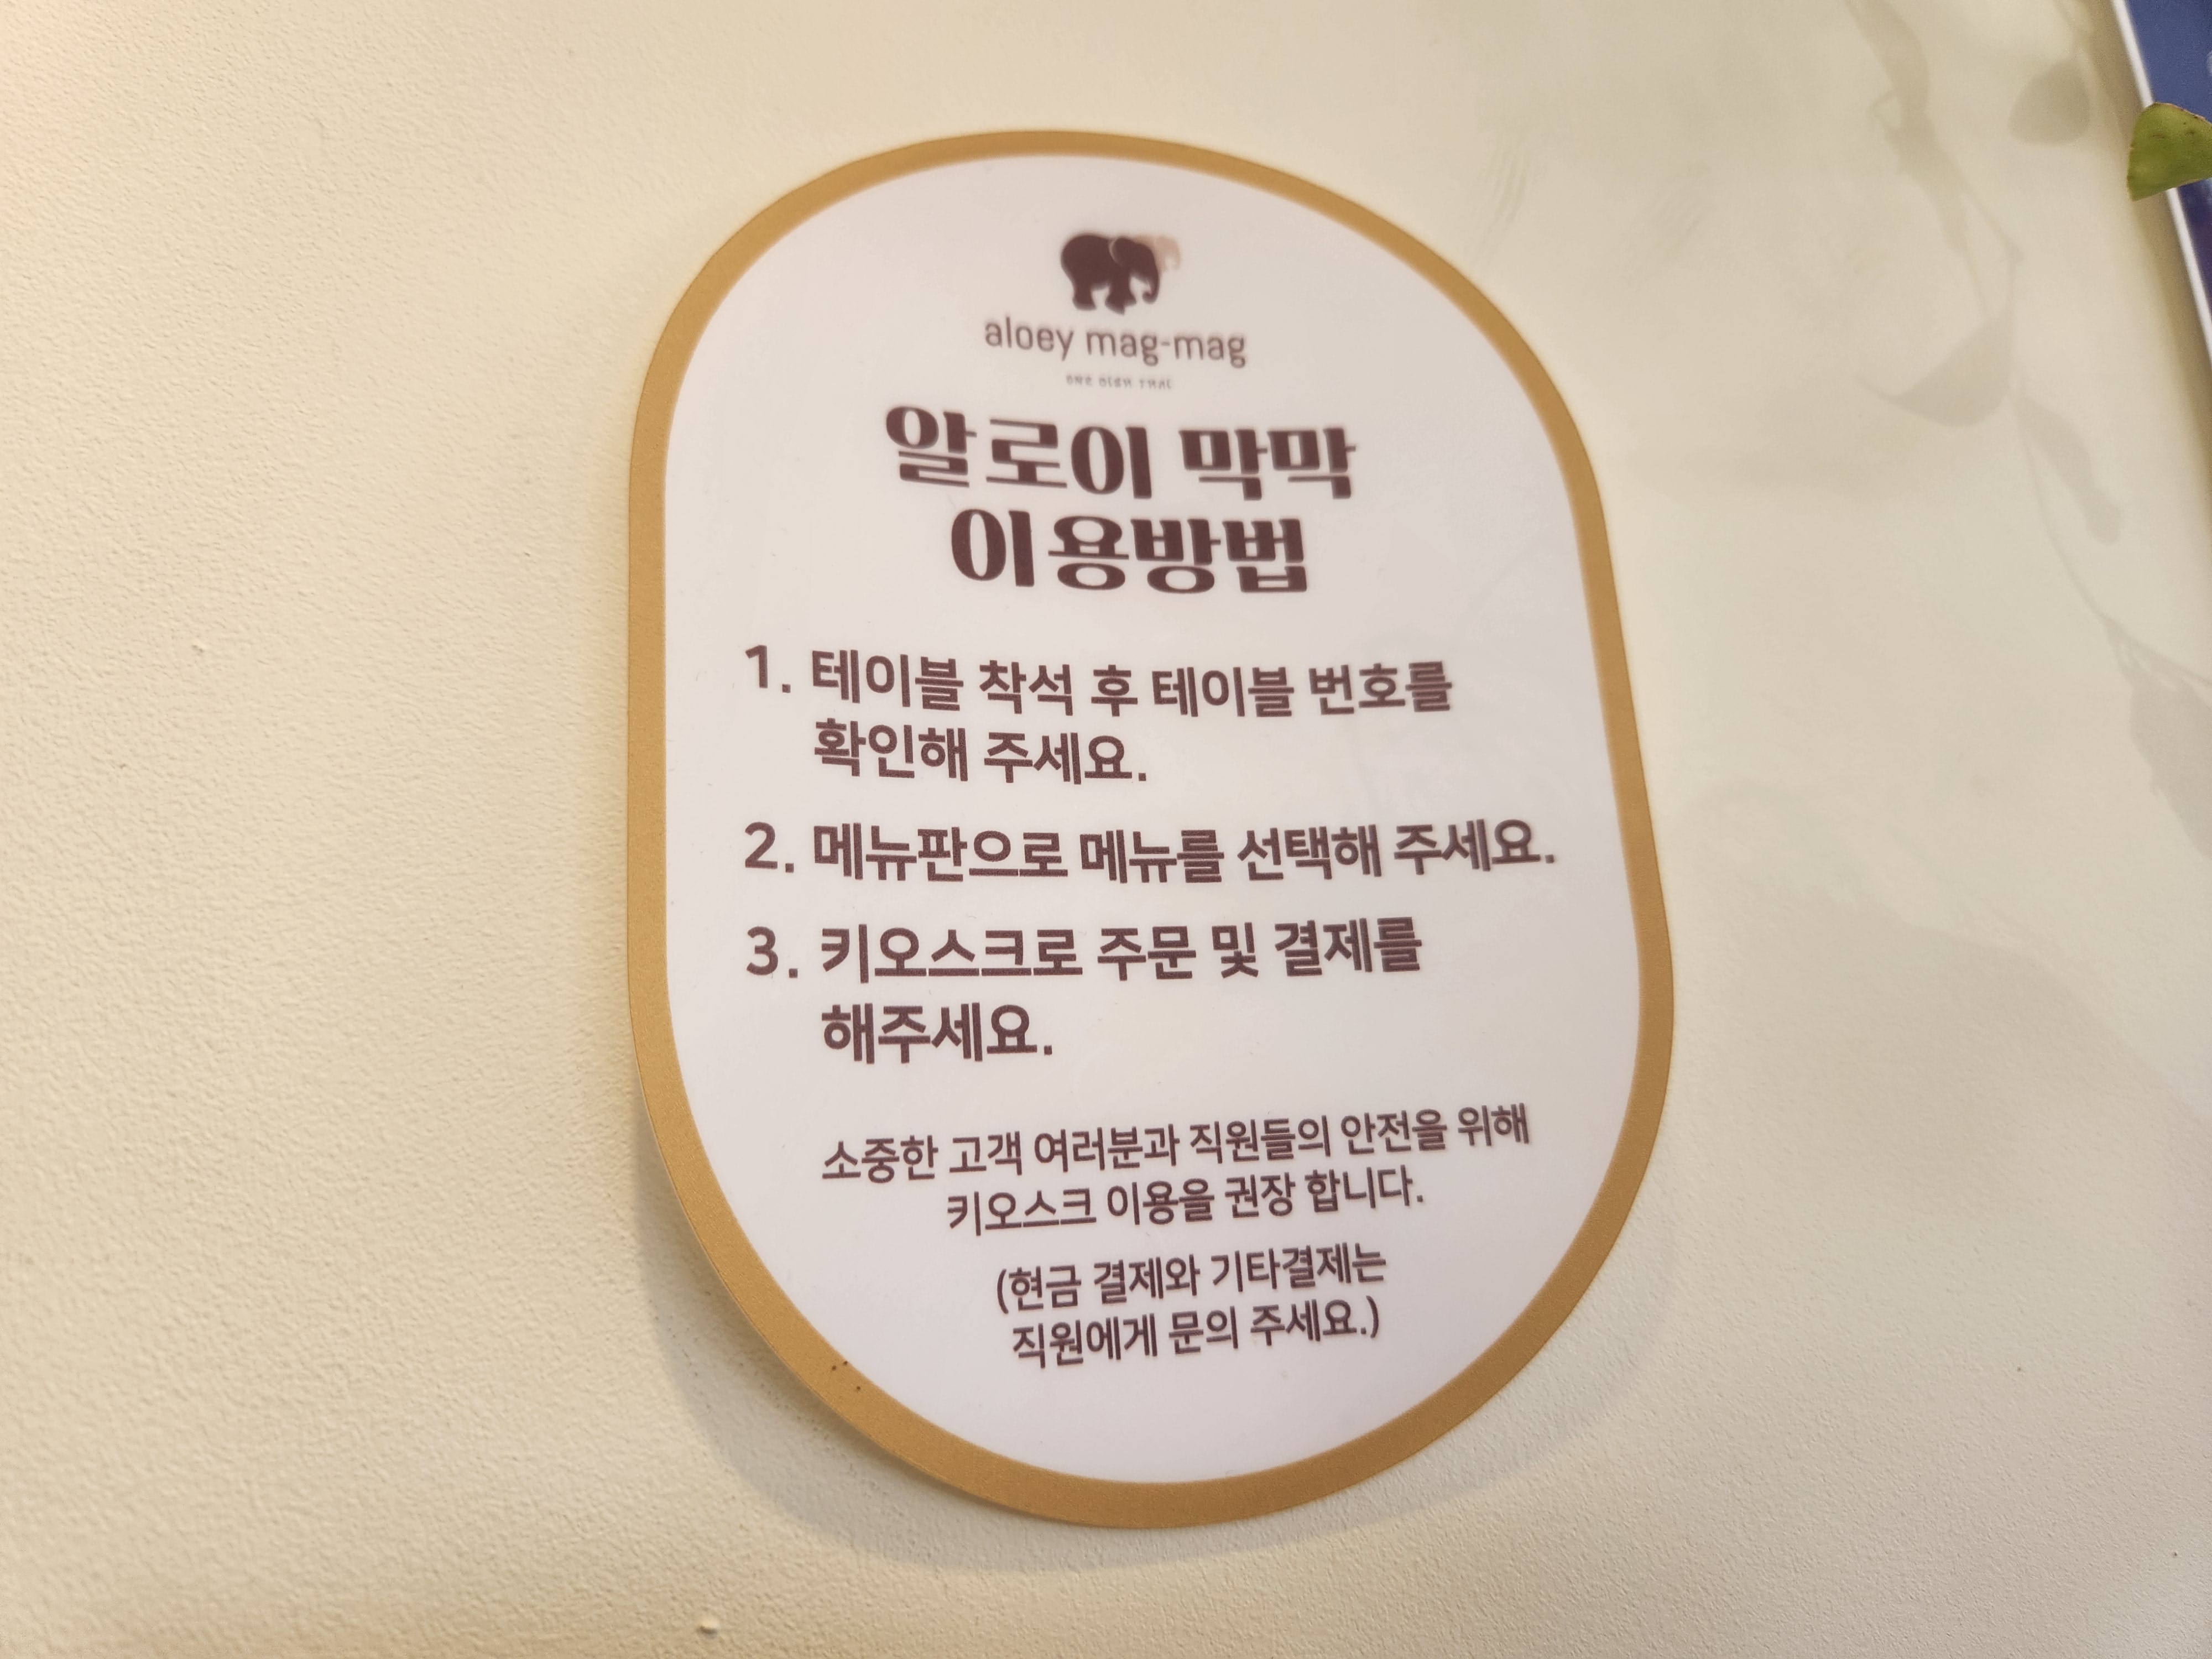 aloey mag-mag
ONE DISH THAI
알로이 막막
이용방법
1. 테이블 착석 후 테이블 번호를
확인해 주세요.
2. 메뉴판으로 메뉴를 선택해 주세요.
3. 키오스크로 주문 및 결제를
해주세요.
소중한 고객 여러분과 직원들의 안전을 위해
키오스크 이용을 권장 합니다.
(현금 결제와 기타결제는
직원에게 문의 주세요.)